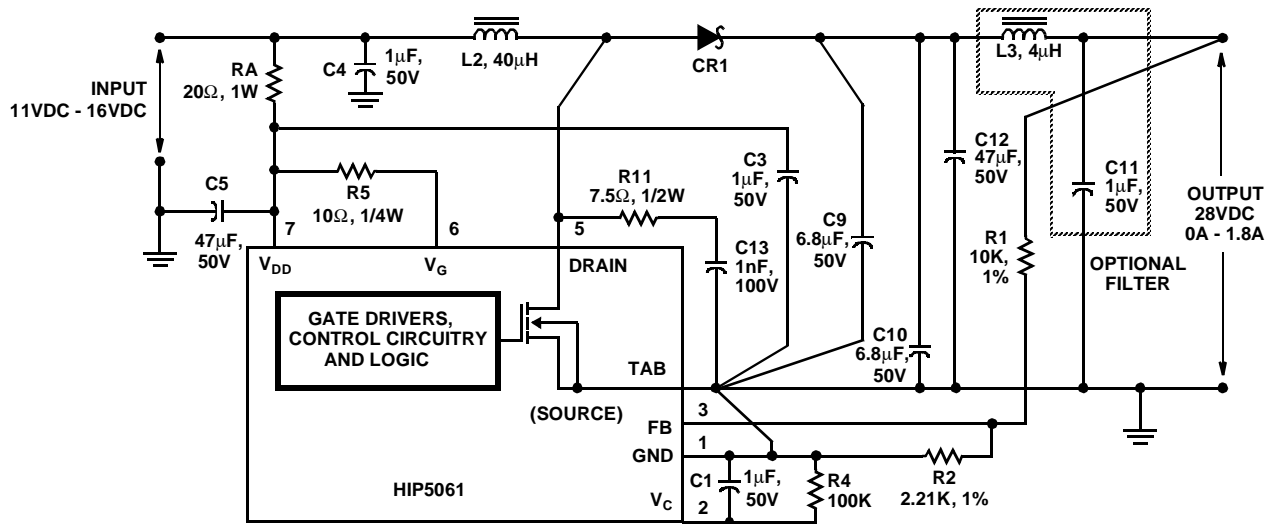 L2, 40μH
CR1
L3, 4μH
C4
1μF,
50V
RA
20Ω, 1W
INPUT
11VDC - 16VDC
C5
47μF,
50V
R5
10Ω, 1/4W
R11
7.5Ω, 1/2W
C3
1μF,
50V
C13
1nF,
100V
C9
6.8μF,
50V
C10
6.8μF,
50V
C12
47μF,
50V
C11
1μF,
50V
R1
10K,
1%
OPTIONAL
FILTER
OUTPUT
28VDC
0A - 1.8A
7
6
5
VDD
VG
DRAIN
GATE DRIVERS,
CONTROL CIRCUITRY
AND LOGIC
TAB
(SOURCE)
3
FB
1
GND
HIP5061
VC
2
C1
1μF,
50V
R4
100K
R2
2.21K, 1%